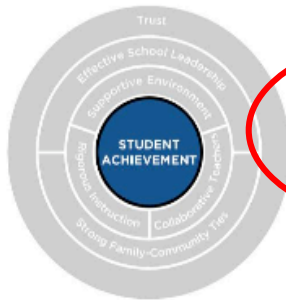 Trust
Effective School Leadership
Supportive Environment
STUDENT
ACHIEVEMENT
Rigorous Instruction
Collaborative Teachers
Strong Family-Community Ties